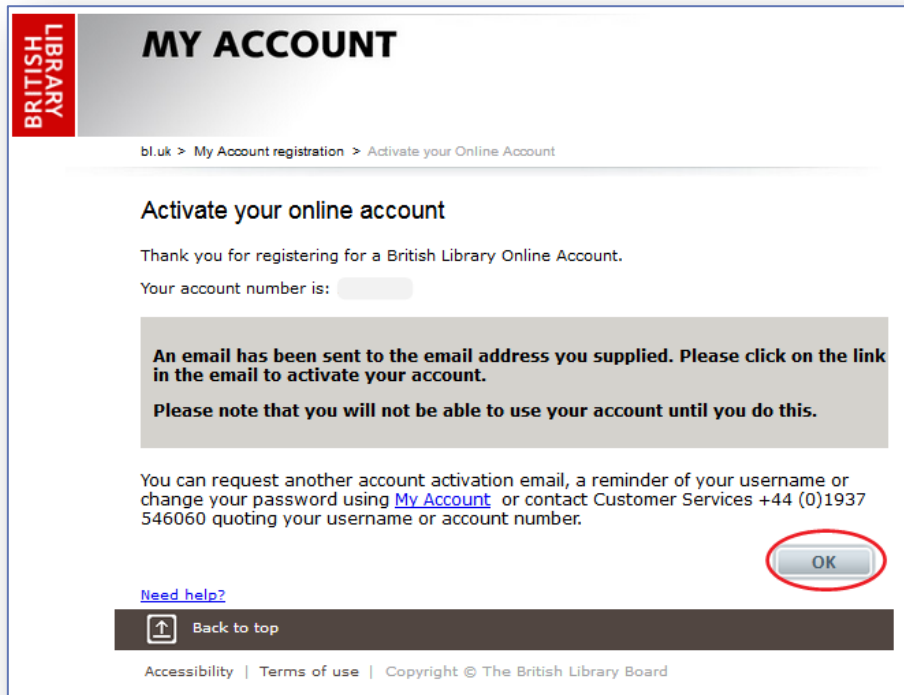 BRITISH
LIBRARY
MY ACCOUNT
bl.uk > My Account registration > Activate your Online Account
Activate your online account
Thank you for registering for a British Library Online Account.
Your account number is:
An email has been sent to the email address you supplied. Please click on the link
in the email to activate your account.
Please note that you will not be able to use your account until you do this.
You can request another account activation email, a reminder of your username or
change your password using My Account or contact Customer Services +44 (0)1937
546060 quoting your username or account number.
OK
Need help?
Back to top
Accessibility | Terms of use | Copyright © The British Library Board